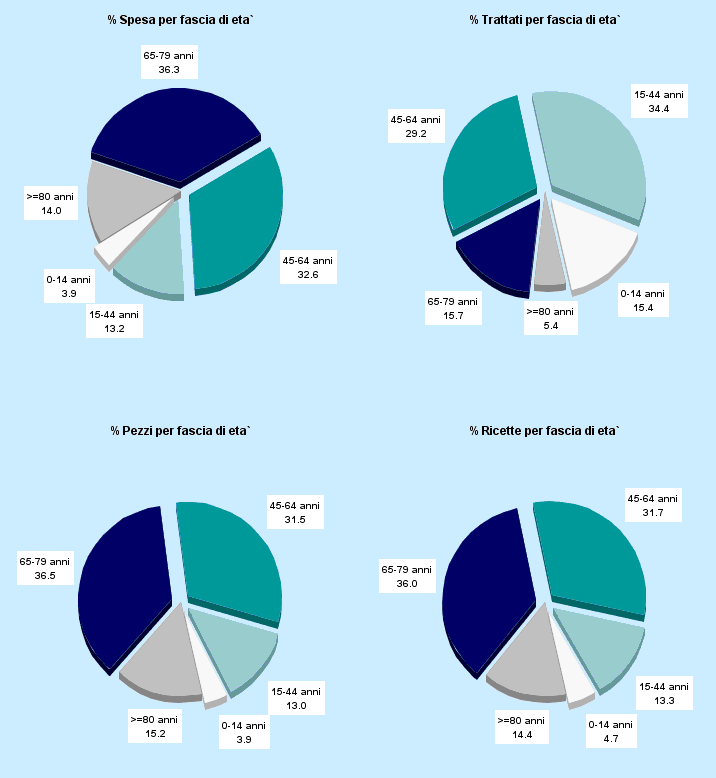 % Spesa per fascia di eta`
65-79 anni
36.3
>=80 anni
14.0
45-64 anni
32.6
0-14 anni
3.9
15-44 anni
13.2
% Trattati per fascia di eta`
15-44 anni
34.4
45-64 anni
29.2
65-79 anni
15.7
>=80 anni
5.4
0-14 anni
15.4
% Pezzi per fascia di eta`
45-64 anni
31.5
65-79 anni
36.5
15-44 anni
13.0
>=80 anni
15.2
0-14 anni
3.9
% Ricette per fascia di eta`
45-64 anni
31.7
65-79 anni
36.0
15-44 anni
13.3
>=80 anni
14.4
0-14 anni
4.7